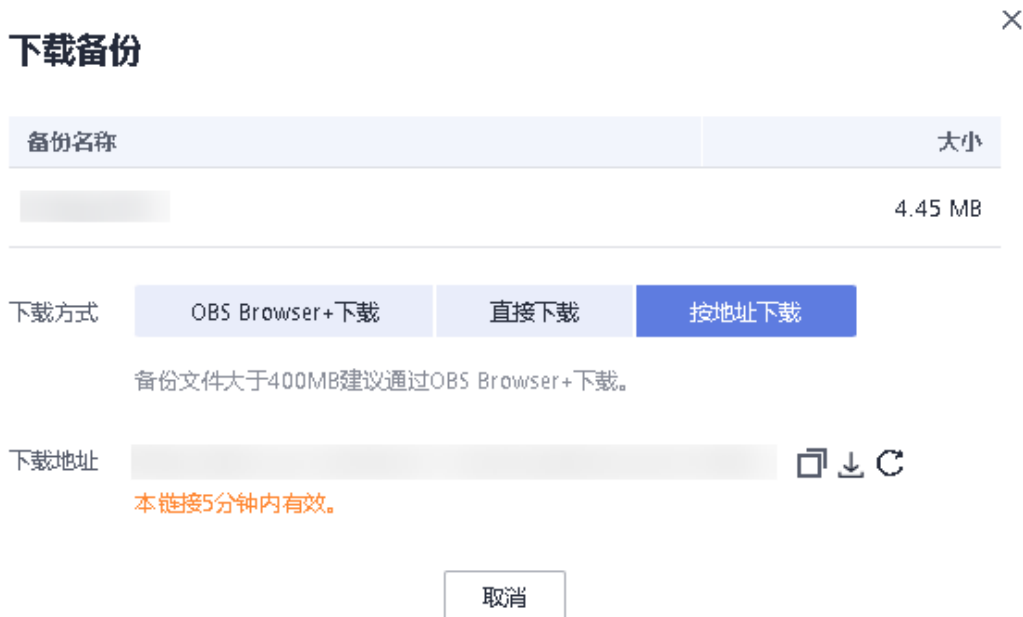 下载备份
备份名称 大小
4.45 MB
下载方式 OBS Browser+下载 直接下载 按地址下载
备份文件大于400MB建议通过OBS Browser+下载。
下载地址
本链接5分钟内有效。
取消